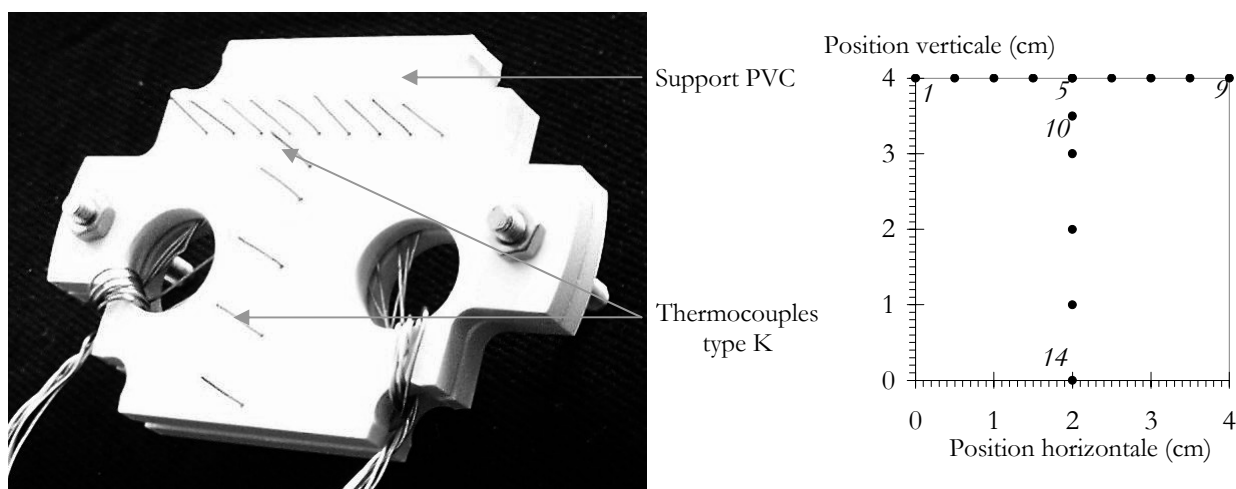 Support PVC
Thermocouples
type K
Position verticale (cm)
4
3
2
1
0
1
5
9
10
14
0 1 2 3 4
Position horizontale (cm)